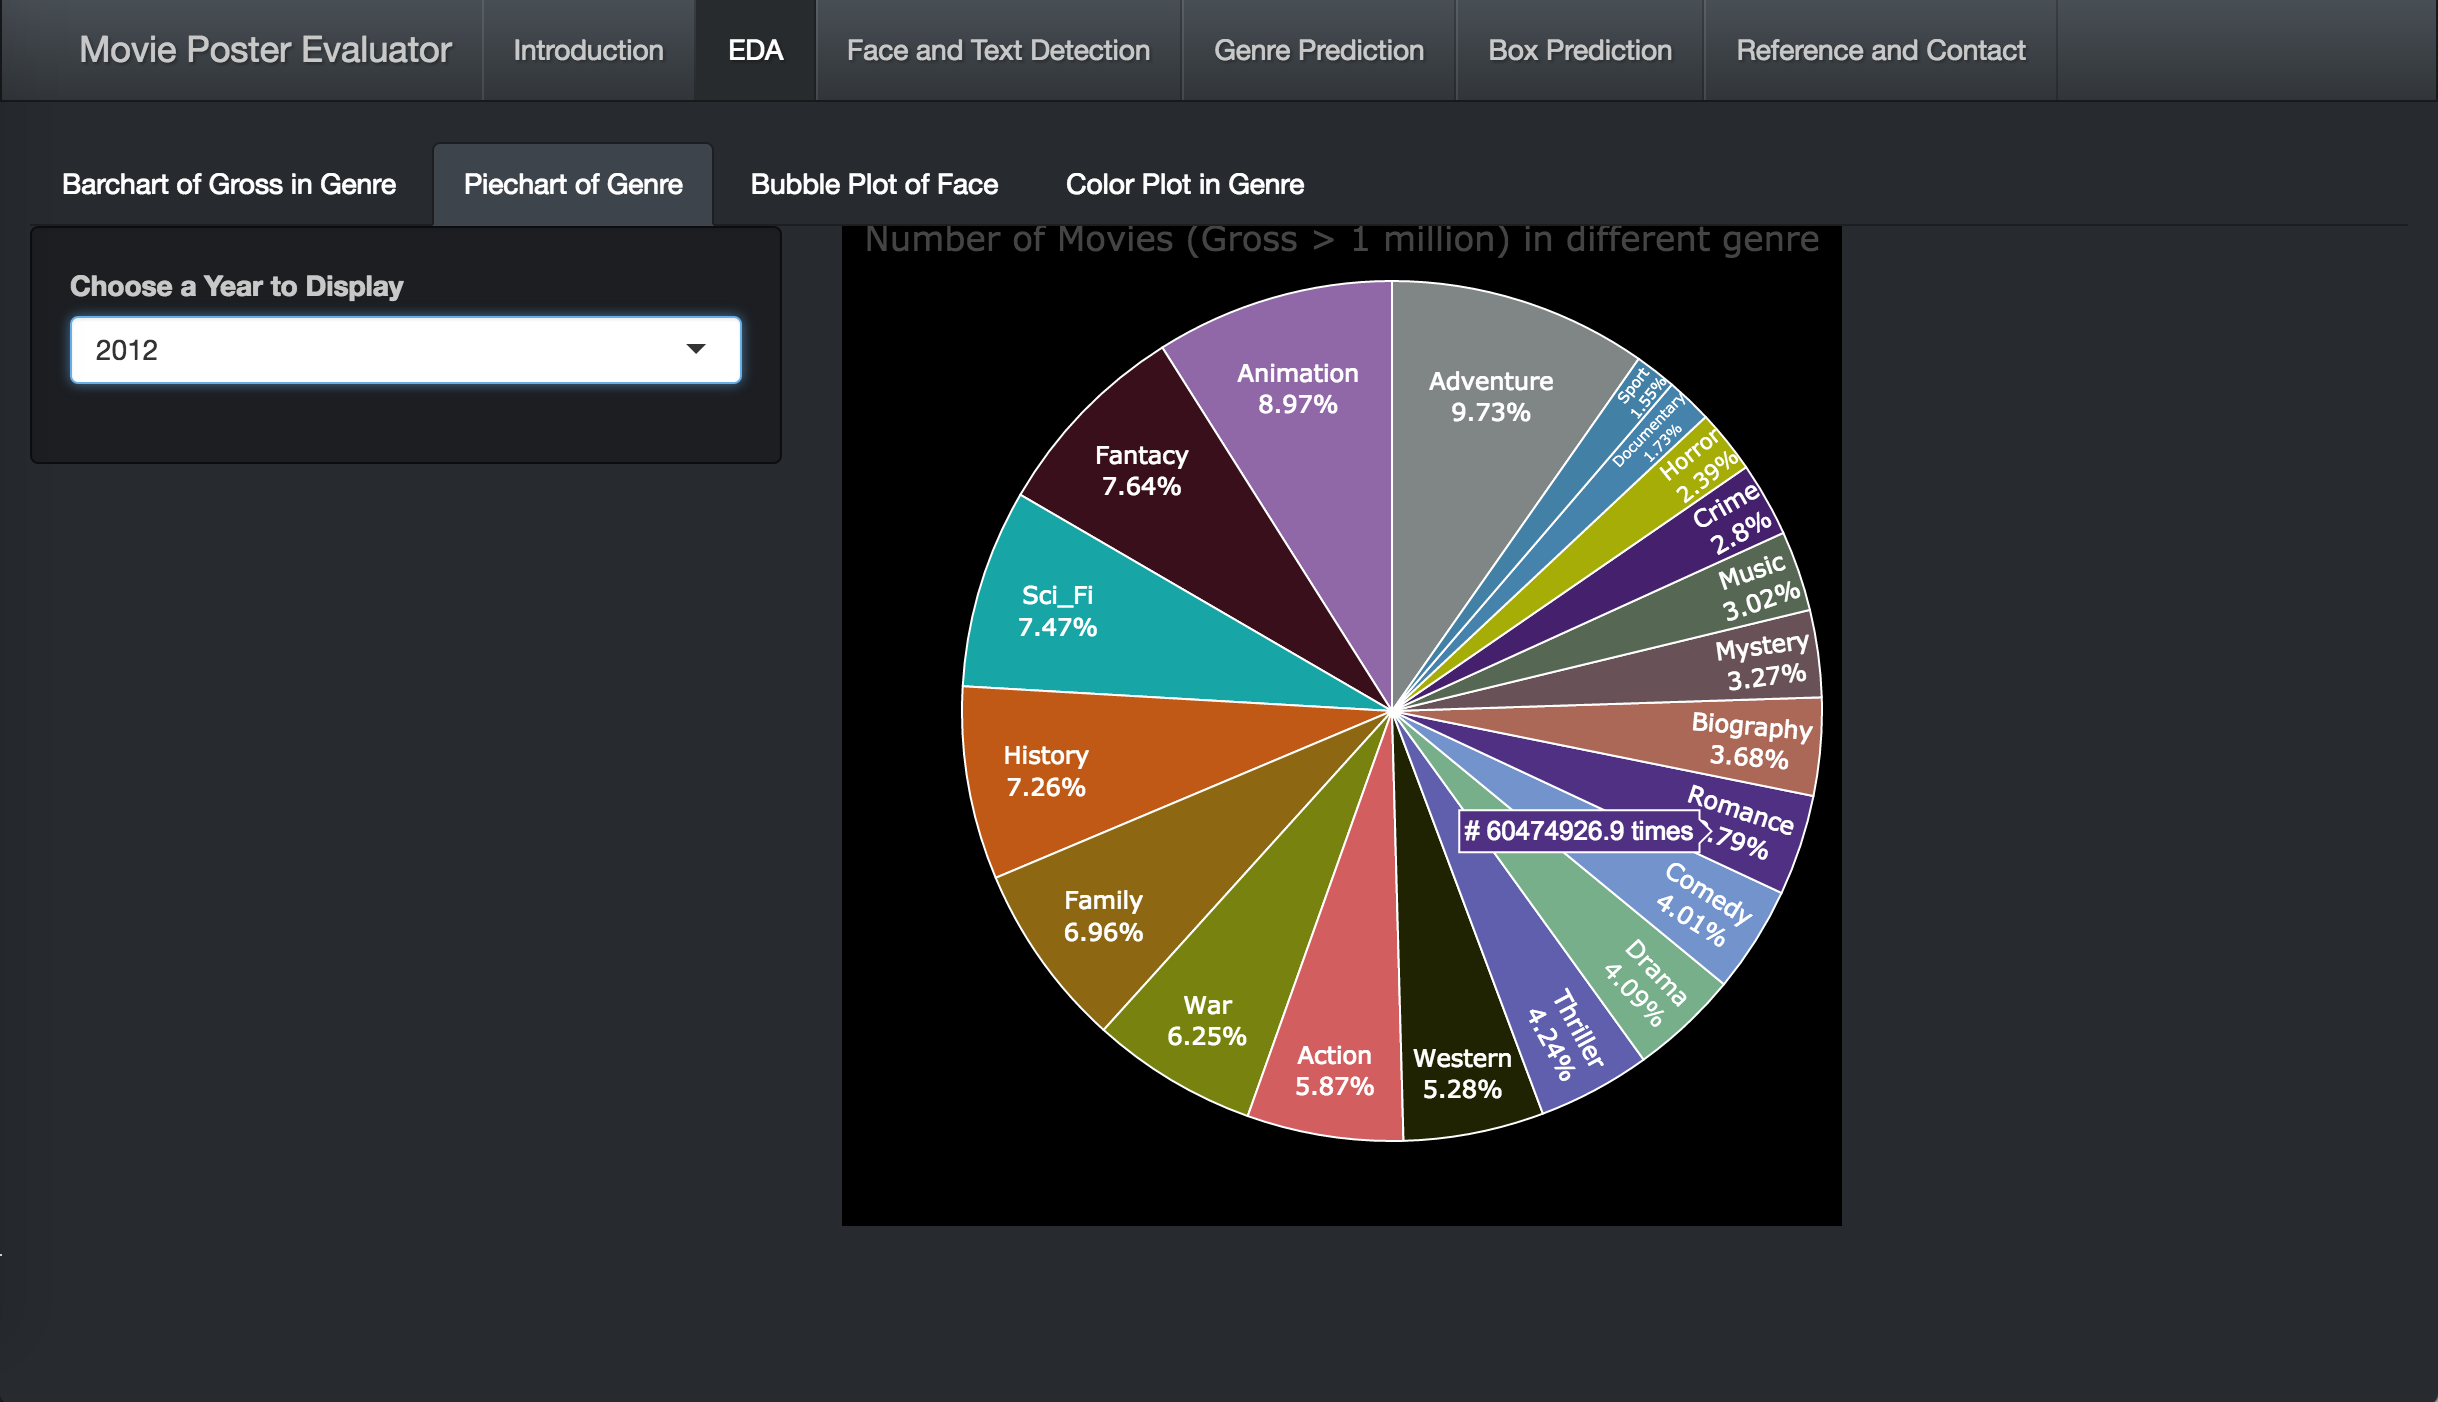 Movie Poster Evaluator
Introduction
EDA
Face and Text Detection
Genre Prediction
Box Prediction
Reference and Contact
Barchart of Gross in Genre
Piechart of Genre
Bubble Plot of Face
Color Plot in Genre
Choose a Year to Display
2012
Number of Movies (Gross > 1 million) in different genre
Adventure
9.73%
Sport
1.55%
Documentary
1.73%
Horror
2.39%
Crime
2.8%
Music
3.02%
Mystery
3.27%
Biography
3.68%
Romance
.79%
# 60474926.9 times
Comedy
4.01%
Drama
4.09%
Thriller
4.24%
Western
5.28%
Action
5.87%
War
6.25%
Family
6.96%
History
7.26%
Sci_Fi
7.47%
Fantacy
7.64%
Animation
8.97%